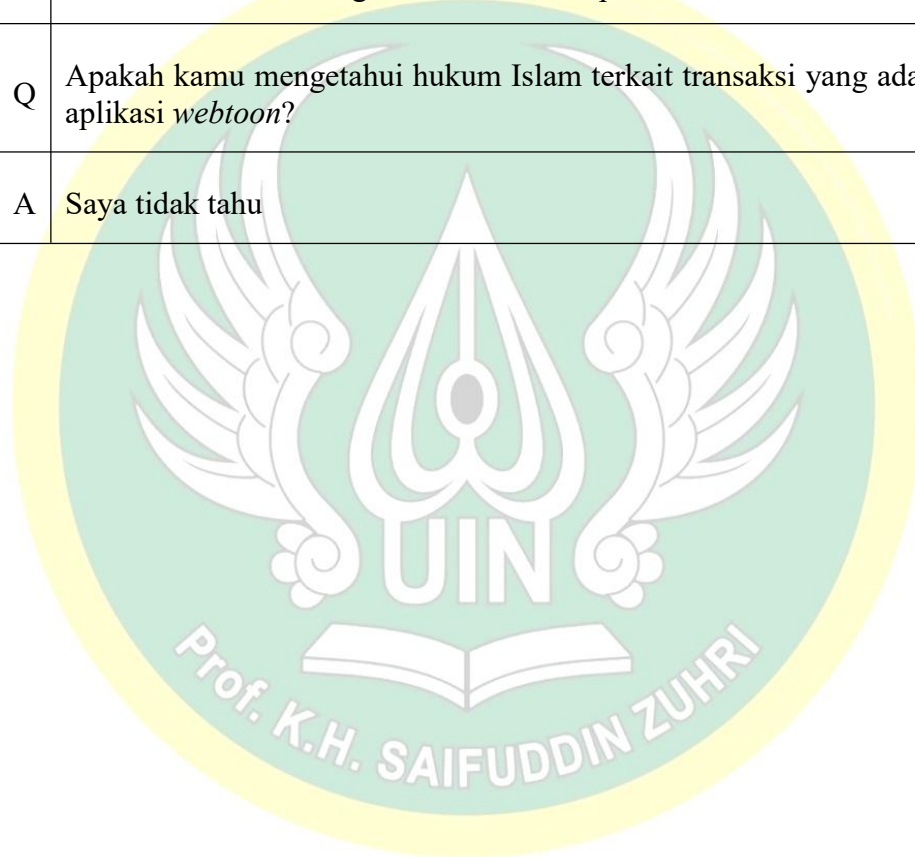 Q Apakah kamu mengetahui hukum Islam terkait transaksi yang ada
aplikasi webtoon?
A Saya tidak tahu
UIN
Prof. K.H. SAIFUDDIN ZUHRI